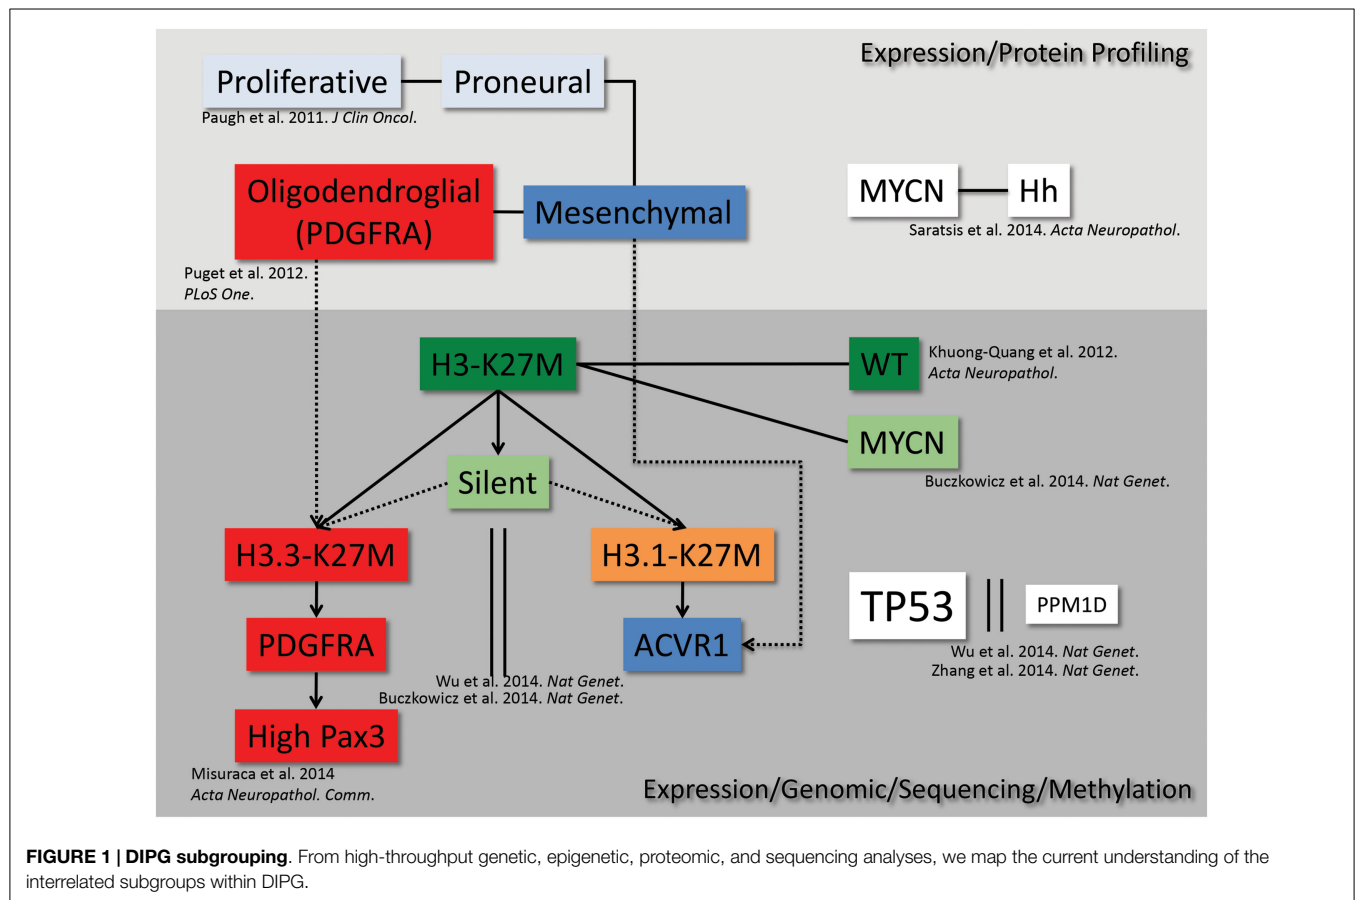 Expression/Protein Profiling
Proliferative
Proneural
Paugh et al. 2011. J Clin Oncol.
Oligodendroglial
(PDGFRA)
Mesenchymal
MYCN
Hh
Saratsis et al. 2014. Acta Neuropathol.
Puget et al. 2012.
PLoS One.
H3-K27M
WT
Khuong-Quang et al. 2012.
Acta Neuropathol.
MYCN
Buczkowicz et al. 2014. Nat Genet.
Silent
H3.3-K27M
H3.1-K27M
TP53
PPM1D
Wu et al. 2014. Nat Genet.
Zhang et al. 2014. Nat Genet.
PDGFRA
ACVR1
Wu et al. 2014. Nat Genet.
Buczkowicz et al. 2014. Nat Genet.
High Pax3
Misuraca et al. 2014
Acta Neuropathol. Comm.
Expression/Genomic/Sequencing/Methylation
FIGURE 1 | DIPG subgrouping. From high-throughput genetic, epigenetic, proteomic, and sequencing analyses, we map the current understanding of the
interrelated subgroups within DIPG.